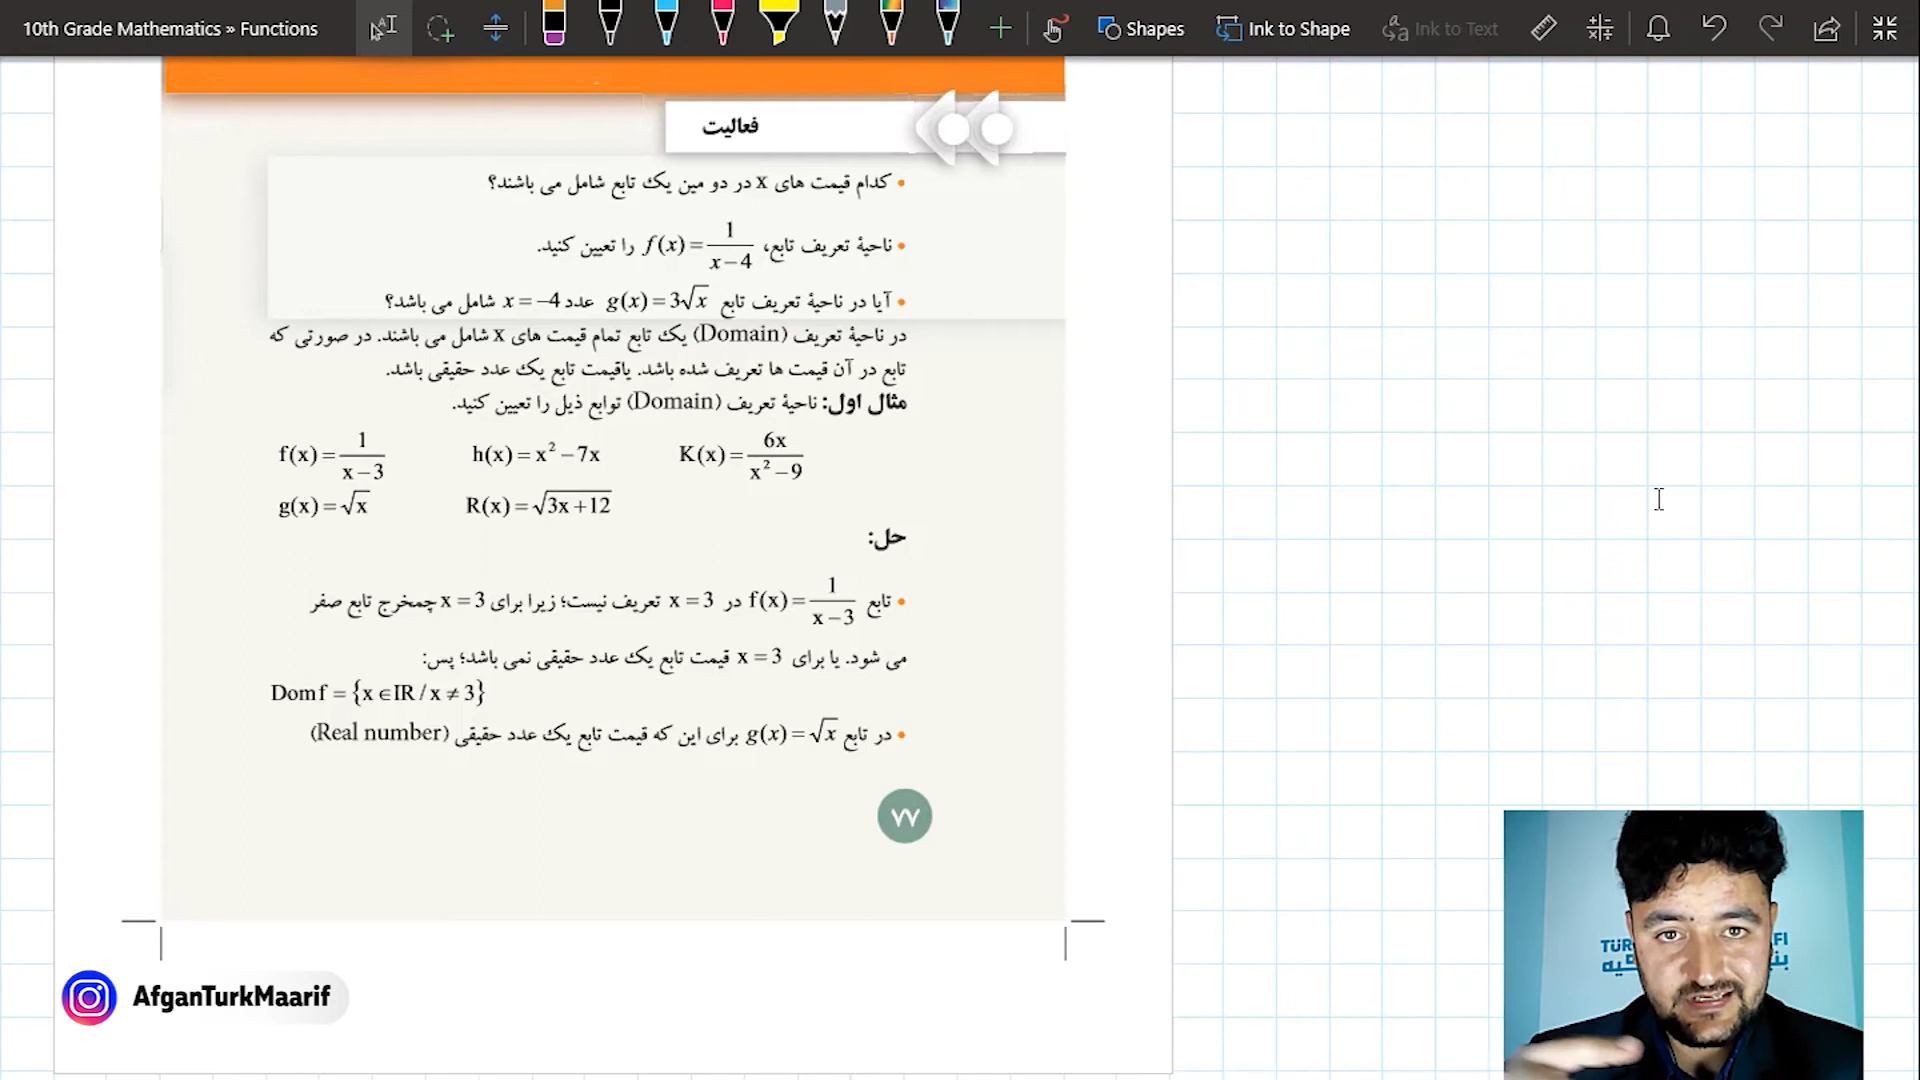 10th Grade Mathematics » Functions
Shapes
Ink to Shape
Ink to Text
فعالیت
• کدام قیمت های x در دو مین یک تابع شامل می باشند؟
• ناحیۀ تعریف تابع، f(x) = 1/(x−4) را تعیین کنید.
• آیا در ناحیۀ تعریف تابع g(x) = 3√x عدد x = −4 شامل می باشد؟
در ناحیۀ تعریف (Domain) یک تابع تمام قیمت های x شامل می باشند. در صورتی که
تابع در آن قیمت ها تعریف شده باشد. یاقیمت تابع یک عدد حقیقی باشد.
مثال اول: ناحیۀ تعریف (Domain) توابع ذیل را تعیین کنید.
f(x) = 1/(x−3) h(x) = x² − 7x K(x) = 6x/(x² − 9)
g(x) = √x R(x) = √(3x + 12)
حل:
• تابع f(x) = 1/(x−3) در x = 3 تعریف نیست؛ زیرا برای x = 3 چمخرج تابع صفر
می شود. یا برای x = 3 قیمت تابع یک عدد حقیقی نمی باشد؛ پس:
Dom f = {x ∈ IR / x ≠ 3}
• در تابع g(x) = √x برای این که قیمت تابع یک عدد حقیقی (Real number)
۷۷
AfganTurkMaarif